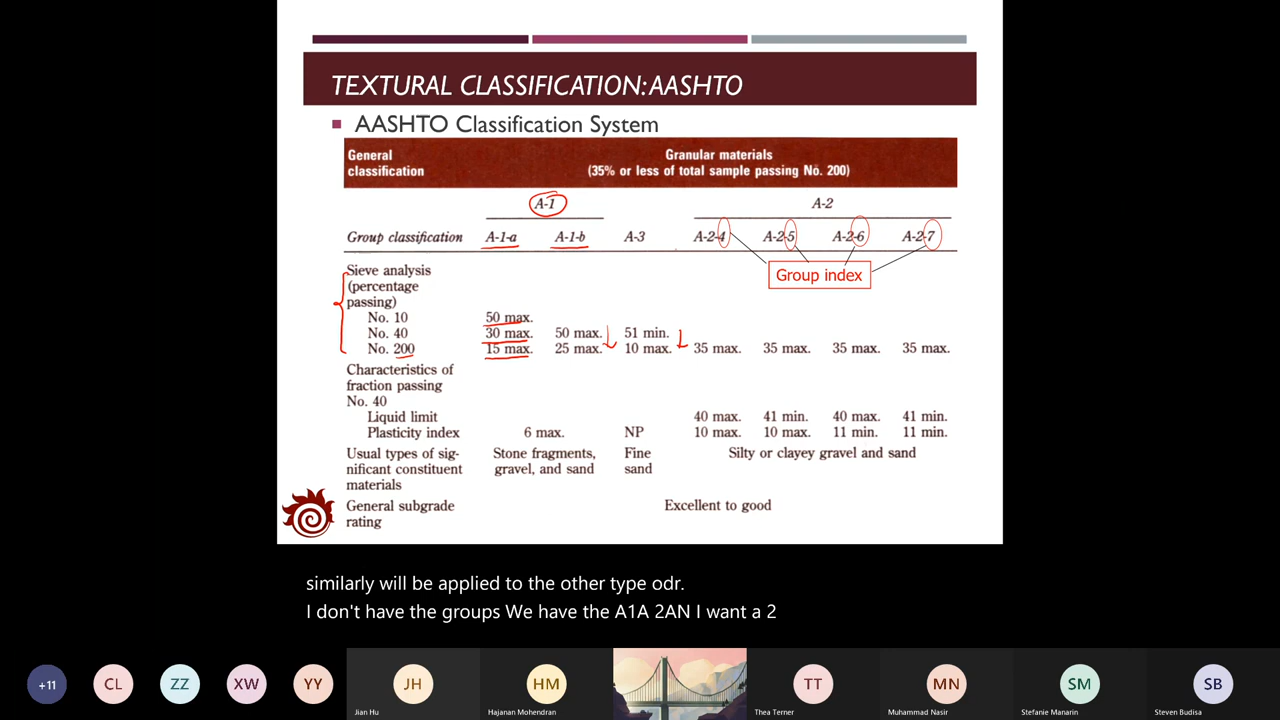 TEXTURAL CLASSIFICATION: AASHTO
AASHTO Classification System
General classification
Granular materials
(35% or less of total sample passing No. 200)
A-1
A-2
Group classification A-1-a A-1-b A-3 A-2-4 A-2-5 A-2-6 A-2-7
Group index
Sieve analysis
(percentage
passing)
No. 10 50 max.
No. 40 30 max. 50 max. 51 min.
No. 200 15 max. 25 max. 10 max. 35 max. 35 max. 35 max. 35 max.
Characteristics of
fraction passing
No. 40
Liquid limit 40 max. 41 min. 40 max. 41 min.
Plasticity index 6 max. NP 10 max. 10 max. 11 min. 11 min.
Usual types of sig-
nificant constituent
materials
Stone fragments,
gravel, and sand
Fine
sand
Silty or clayey gravel and sand
General subgrade
rating
Excellent to good
similarly will be applied to the other type odr.
I don't have the groups We have the A1A 2AN I want a 2
+11 CL ZZ XW YY JH HM TT MN SM SB
Jian Hu Hajanan Mohendran Thea Terner Muhammad Nasir Stefanie Manarin Steven Budisa